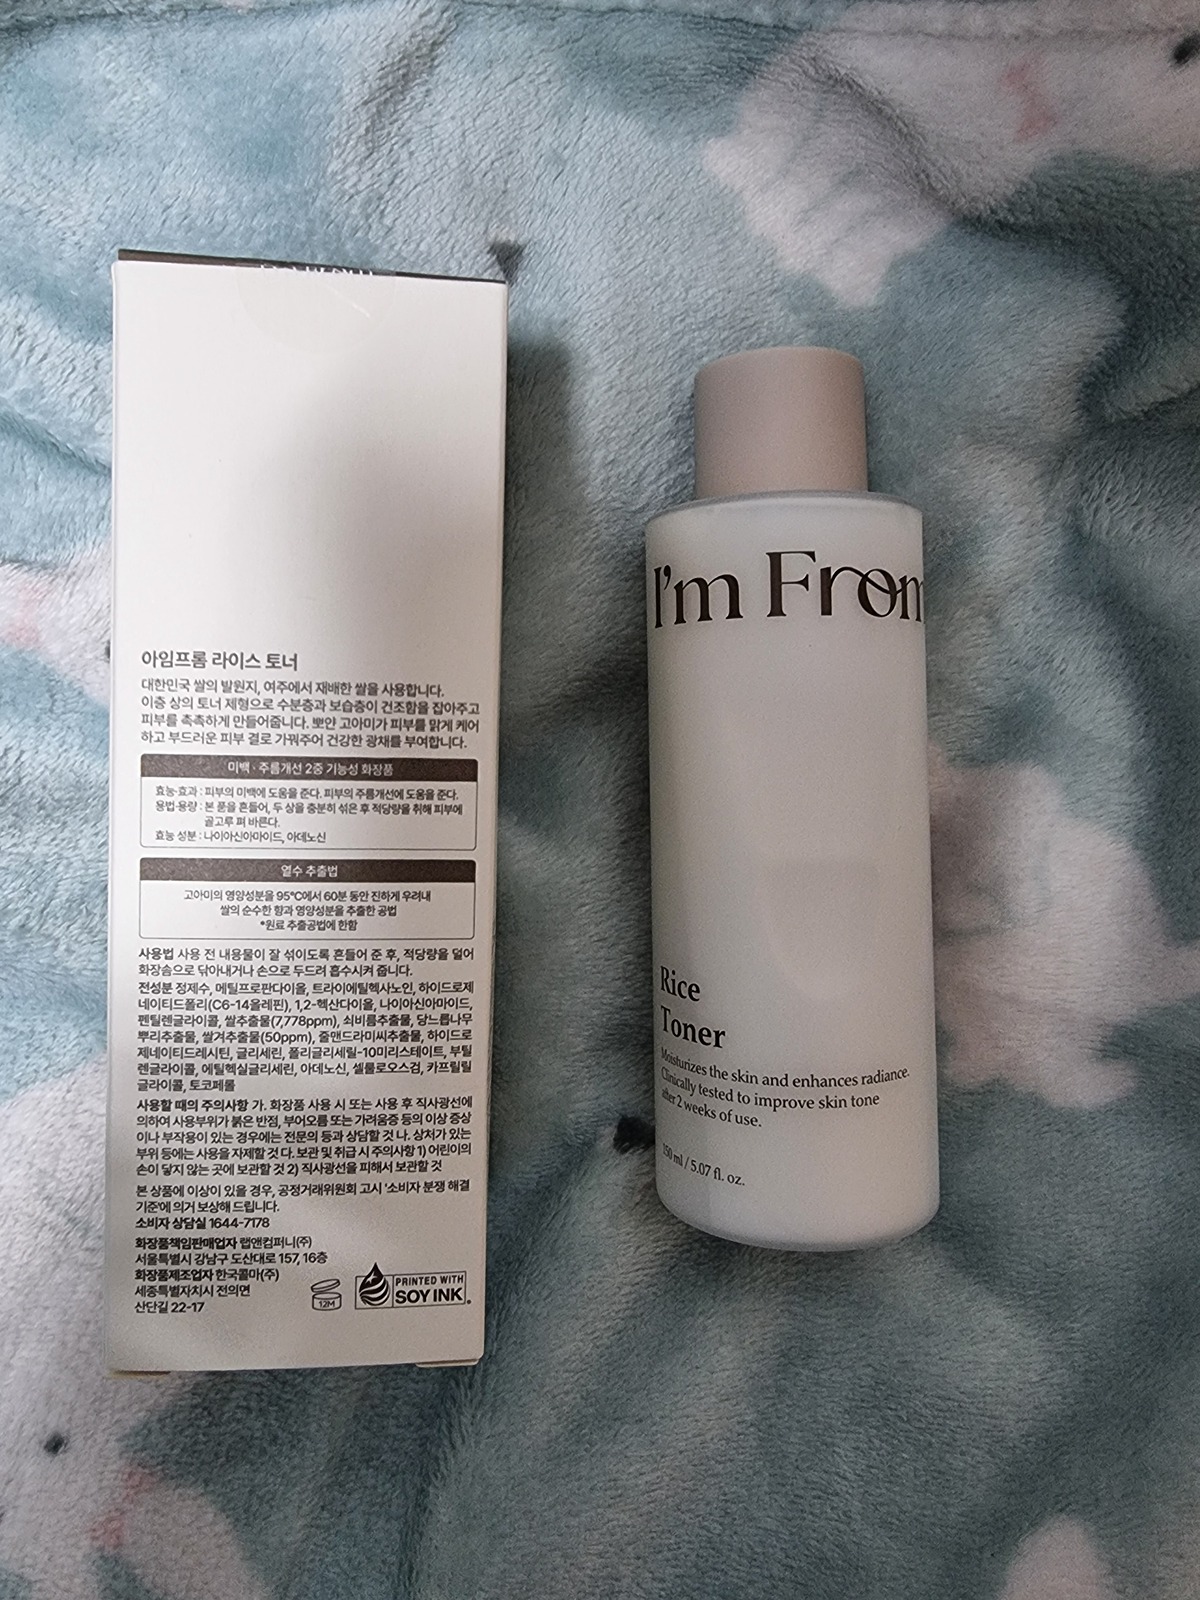 아임프롬 라이스 토너
대한민국 쌀의 발원지, 여주에서 재배한 쌀을 사용합니다.
이층 상의 토너 제형으로 수분층과 보습층이 건조함을 잡아주고
피부를 촉촉하게 만들어줍니다. 뽀얀 고아미가 피부를 맑게 케어
하고 부드러운 피부 결로 가꿔주어 건강한 광채를 부여합니다.
미백 · 주름개선 2중 기능성 화장품
효능·효과 : 피부의 미백에 도움을 준다. 피부의 주름개선에 도움을 준다.
용법·용량 : 본 품을 흔들어, 두 상을 충분히 섞은 후 적당량을 취해 피부에
골고루 펴 바른다.
효능 성분 : 나이아신아마이드, 아데노신
열수 추출법
고아미의 영양성분을 95℃에서 60분 동안 진하게 우려내
쌀의 순수한 향과 영양성분을 추출한 공법
*원료 추출공법에 한함
사용법 사용 전 내용물이 잘 섞이도록 흔들어 준 후, 적당량을 덜어
화장솜으로 닦아내거나 손으로 두드려 흡수시켜 줍니다.
전성분 정제수, 메틸프로판다이올, 트라이에틸헥사노인, 하이드로제
네이티드폴리(C6-14올레핀), 1,2-헥산다이올, 나이아신아마이드,
펜틸렌글라이콜, 쌀추출물(7,778ppm), 쇠비름추출물, 당느릅나무
뿌리추출물, 쌀겨추출물(50ppm), 줄맨드라미씨추출물, 하이드로
제네이티드레시틴, 글리세린, 폴리글리세릴-10미리스테이트, 부틸
렌글라이콜, 에틸헥실글리세린, 아데노신, 셀룰로오스검, 카프릴릴
글라이콜, 토코페롤
사용할 때의 주의사항 가. 화장품 사용 시 또는 사용 후 직사광선에
의하여 사용부위가 붉은 반점, 부어오름 또는 가려움증 등의 이상 증상
이나 부작용이 있는 경우에는 전문의 등과 상담할 것 나. 상처가 있는
부위 등에는 사용을 자제할 것 다. 보관 및 취급 시 주의사항 1) 어린이의
손이 닿지 않는 곳에 보관할 것 2) 직사광선을 피해서 보관할 것
본 상품에 이상이 있을 경우, 공정거래위원회 고시 '소비자 분쟁 해결
기준'에 의거 보상해 드립니다.
소비자 상담실 1644-7178
화장품책임판매업자 랩앤컴퍼니(주)
서울특별시 강남구 도산대로 157, 16층
화장품제조업자 한국콜마(주)
세종특별자치시 전의면
산단길 22-17
12M
PRINTED WITH
SOY INK
I'm From
Rice
Toner
Moisturizes the skin and enhances radiance.
Clinically tested to improve skin tone
after 2 weeks of use.
150 ml / 5.07 fl. oz.